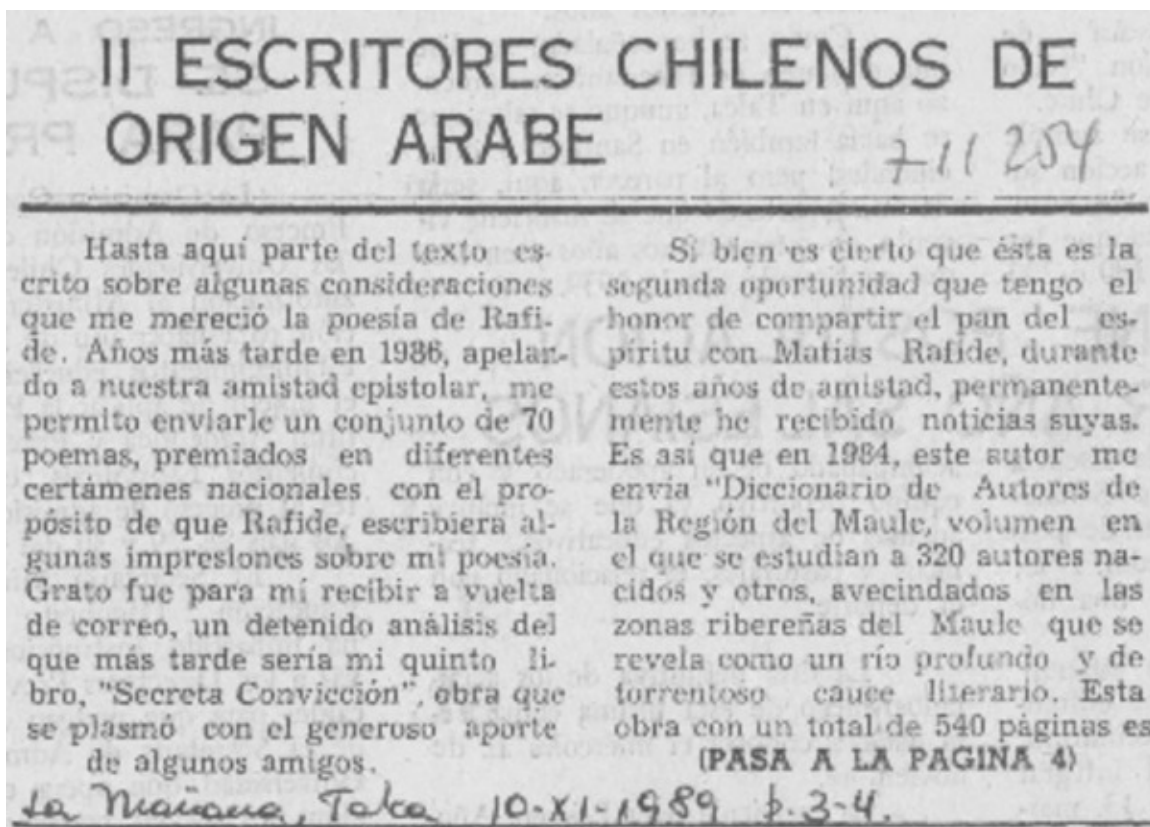 II ESCRITORES CHILENOS DE
ORIGEN ARABE
711 254
Hasta aquí parte del texto es-
crito sobre algunas consideraciones
que me mereció la poesía de Rafi-
de. Años más tarde en 1986, apelan-
do a nuestra amistad epistolar, me
permito enviarle un conjunto de 70
poemas, premiados en diferentes
certámenes nacionales con el pro-
pósito de que Rafide, escribiera al-
gunas impresiones sobre mi poesía.
Grato fue para mí recibir a vuelta
de correo, un detenido análisis del
que más tarde sería mi quinto li-
bro, "Secreta Convicción", obra que
se plasmó con el generoso aporte
de algunos amigos.
Si bien es cierto que ésta es la
segunda oportunidad que tengo el
honor de compartir el pan del es-
píritu con Matías Rafide, durante
estos años de amistad, permanente-
mente he recibido noticias suyas.
Es así que en 1984, este autor me
envía "Diccionario de Autores de
la Región del Maule, volumen en
el que se estudian a 320 autores na-
cidos y otros, avecindados en las
zonas ribereñas del Maule que se
revela como un río profundo y de
torrentoso cauce literario. Esta
obra con un total de 540 páginas es
(PASA A LA PAGINA 4)
La Mañana, Talca 10-XI-1989 p.3-4.